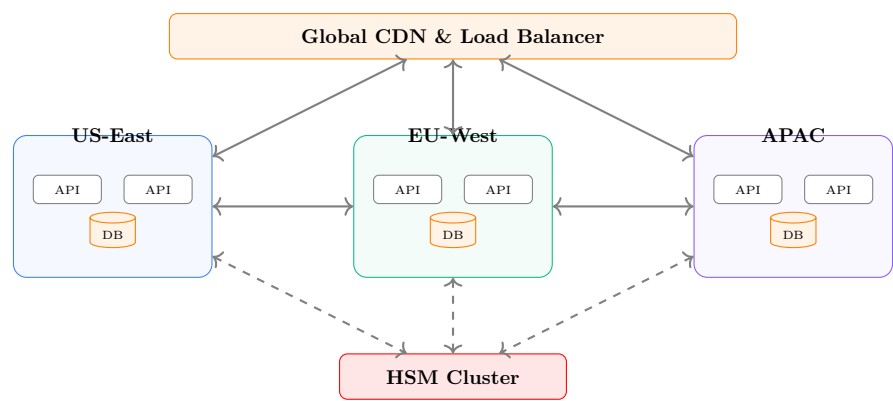 Global CDN & Load Balancer
US-East
EU-West
APAC
API
API
API
API
API
API
DB
DB
DB
HSM Cluster